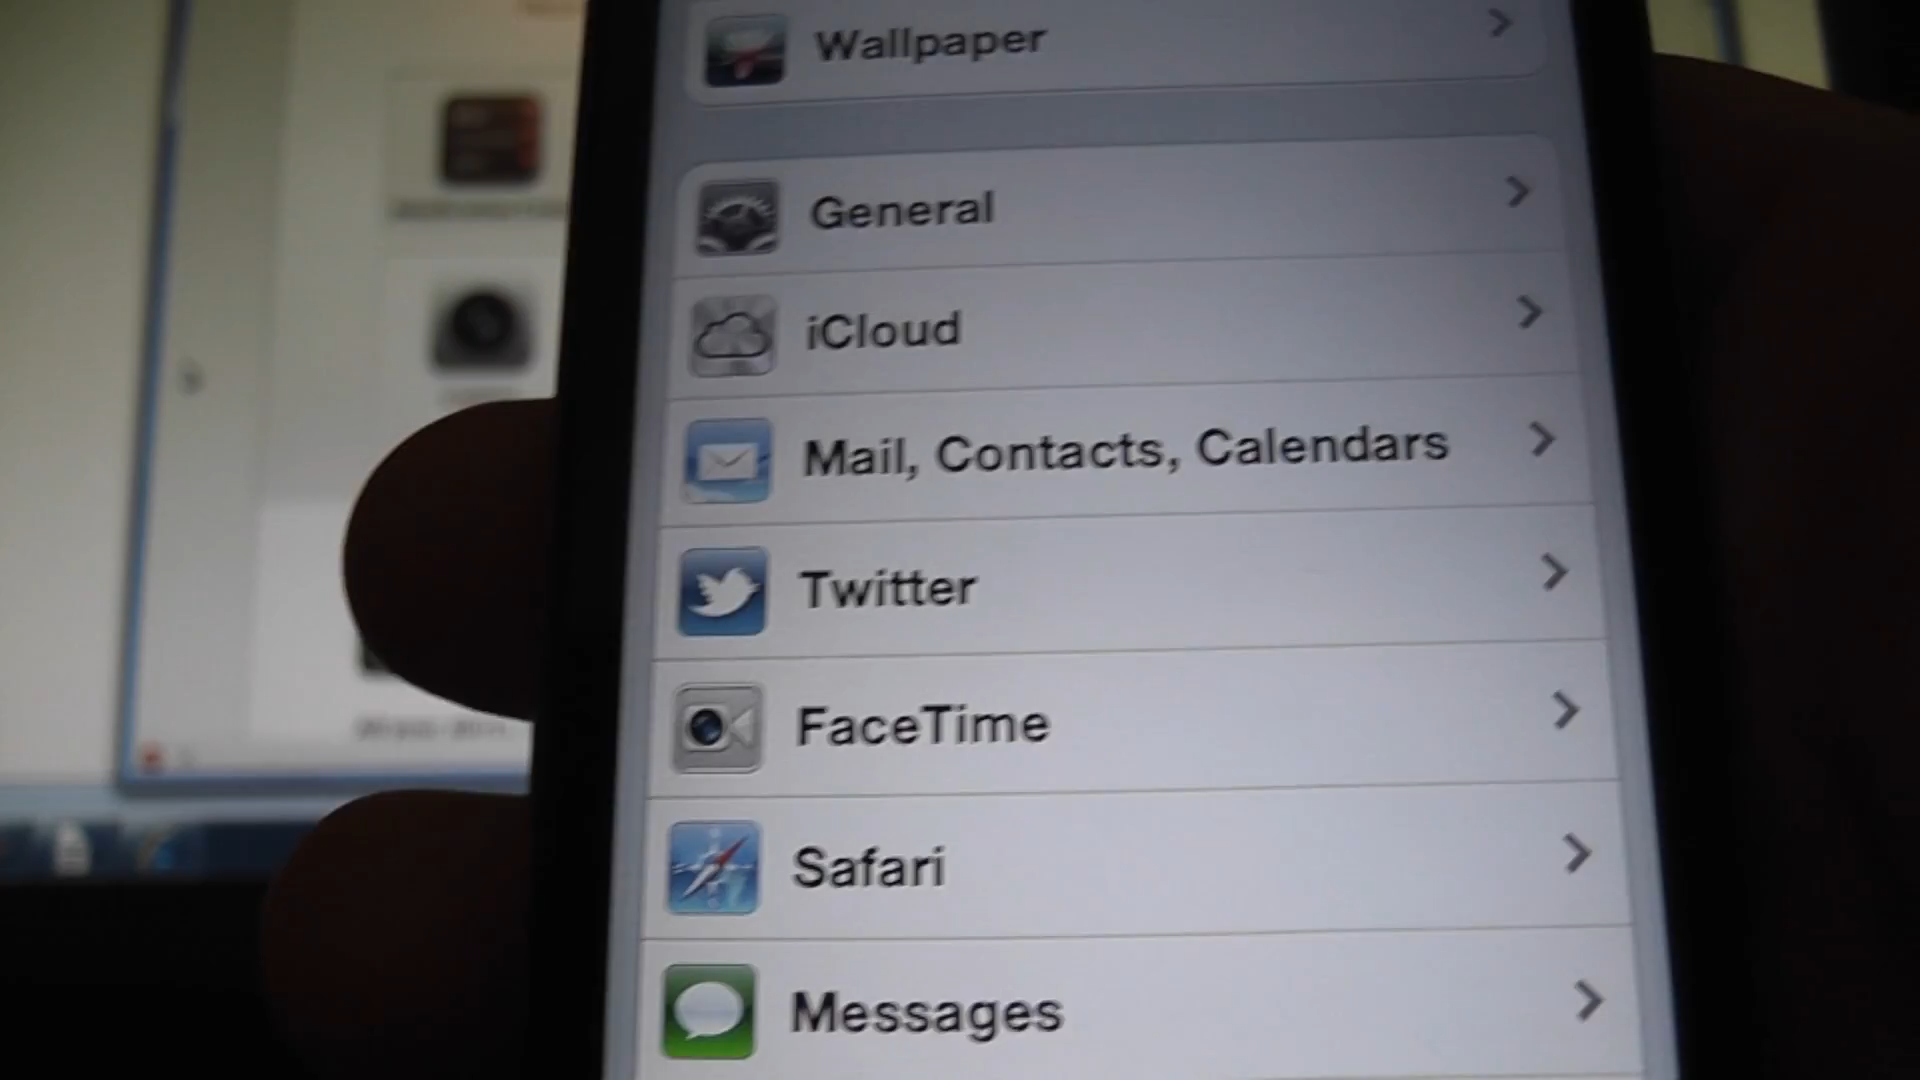 Wallpaper
General
iCloud
Mail, Contacts, Calendars
Twitter
FaceTime
Safari
Messages